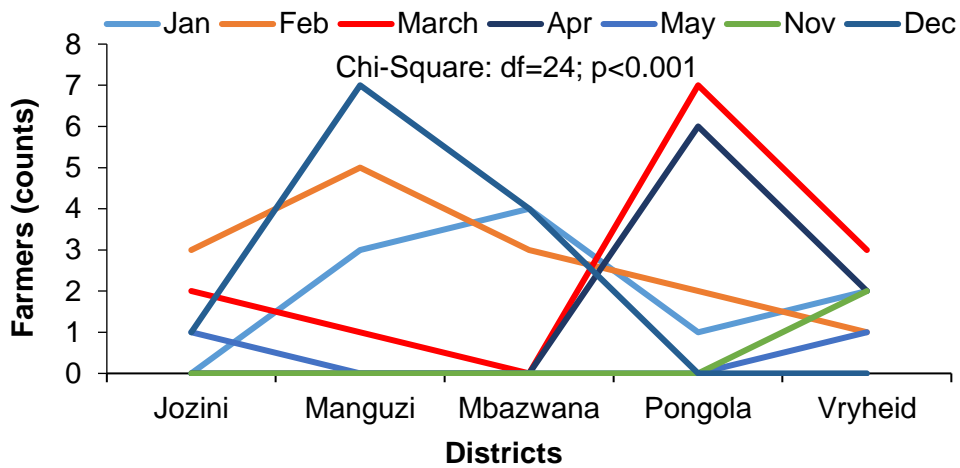 Jan Feb March Apr May Nov Dec
8
Chi-Square: df=24; p<0.001
7
6
5
4
3
2
1
0
Farmers (counts)
Jozini Manguzi Mbazwana Pongola Vryheid
Districts